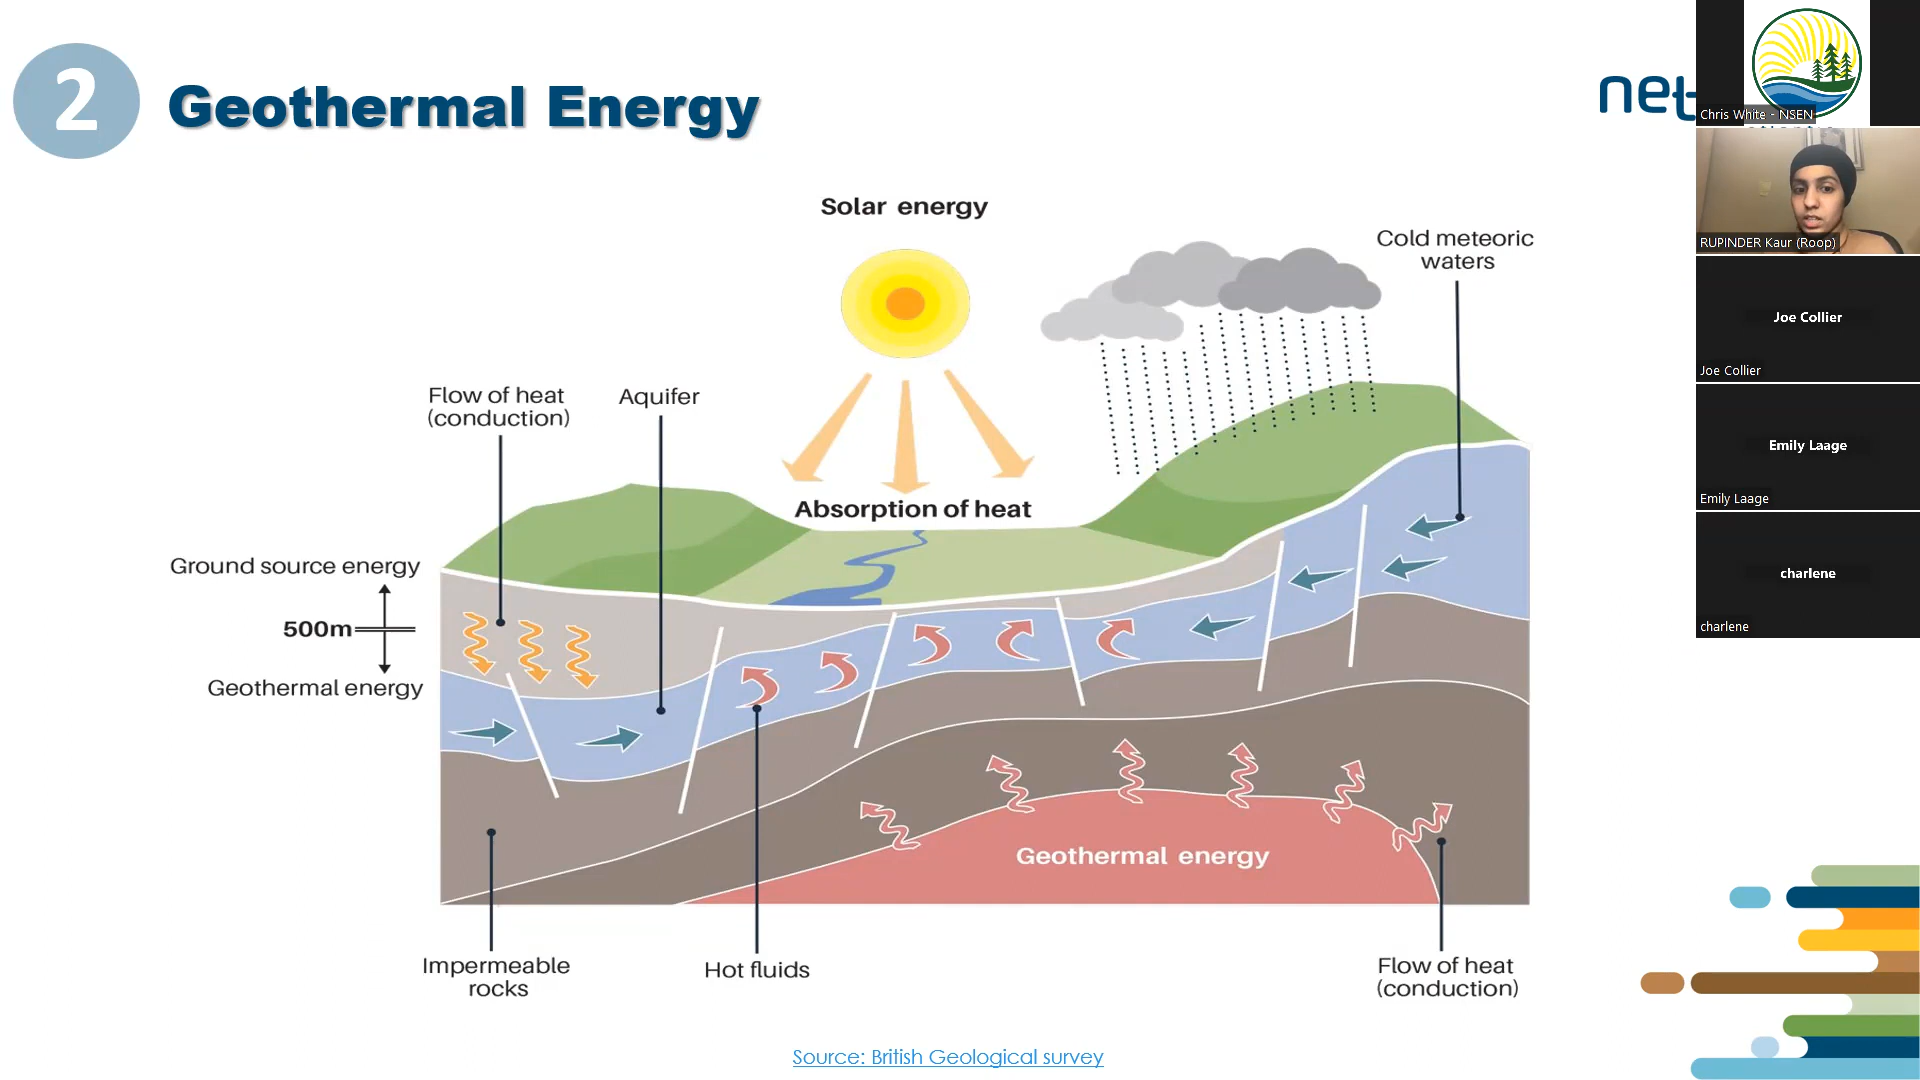 2
Geothermal Energy
net
Solar energy
Cold meteoric
waters
Flow of heat
(conduction)
Aquifer
Absorption of heat
Ground source energy
500m
Geothermal energy
Geothermal energy
Impermeable
rocks
Hot fluids
Flow of heat
(conduction)
Source: British Geological survey
Chris White - NSEN
RUPINDER Kaur (Roop)
Joe Collier
Joe Collier
Emily Laage
Emily Laage
charlene
charlene